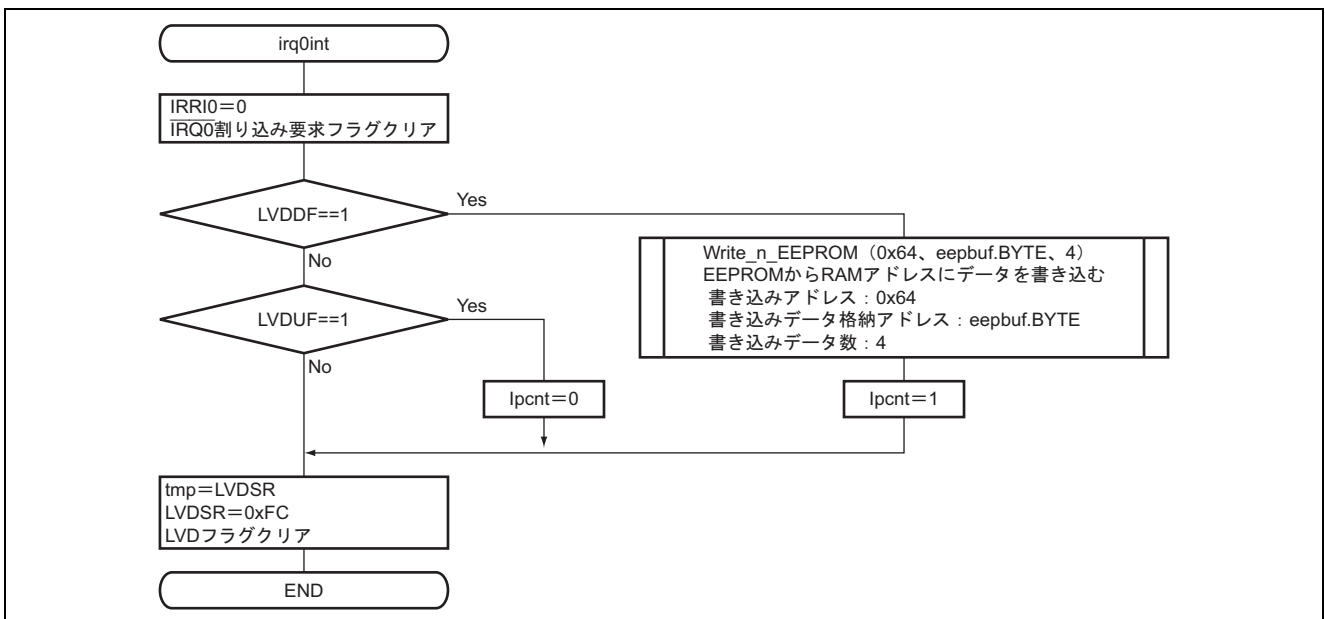 irq0int
IRRI0＝0
IRQ0割り込み要求フラグクリア
LVDDF==1
Yes
No
Write_n_EEPROM（0x64、eepbuf.BYTE、4）
EEPROMからRAMアドレスにデータを書き込む
書き込みアドレス：0x64
書き込みデータ格納アドレス：eepbuf.BYTE
書き込みデータ数：4
LVDUF==1
Yes
No
lpcnt＝0
lpcnt＝1
tmp＝LVDSR
LVDSR＝0xFC
LVDフラグクリア
END